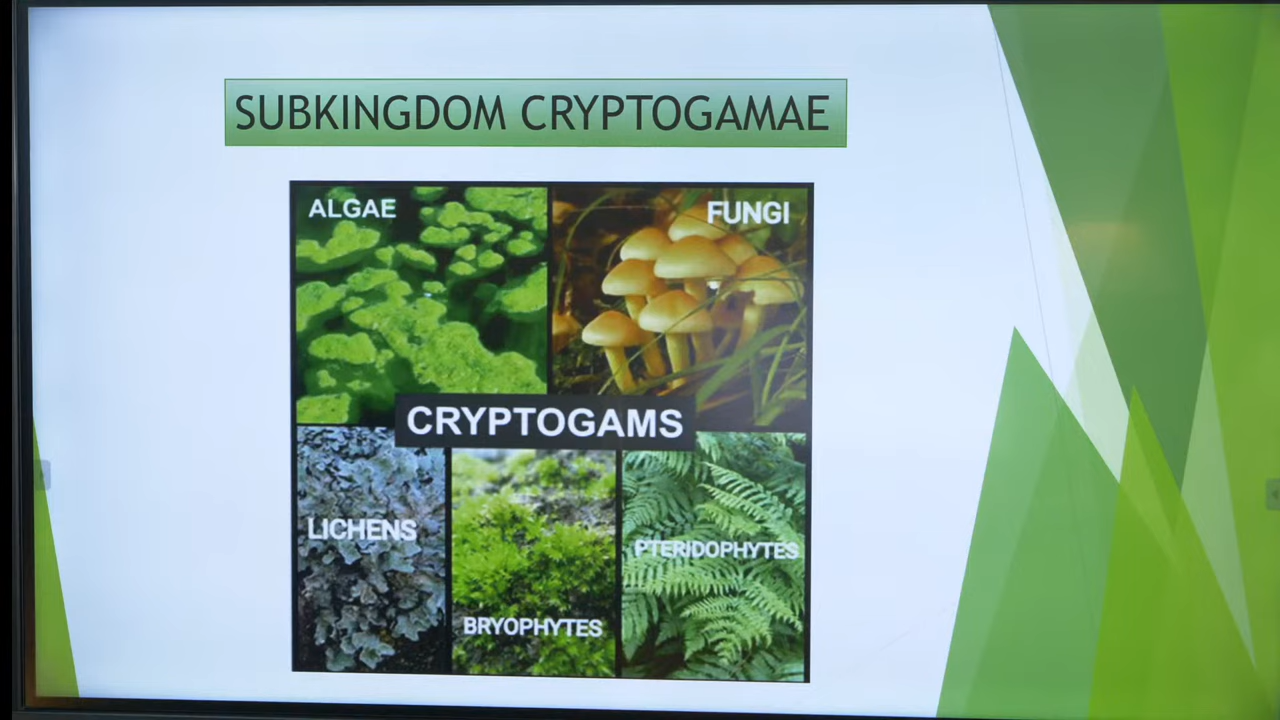 SUBKINGDOM CRYPTOGAMAE
ALGAE
FUNGI
CRYPTOGAMS
LICHENS
BRYOPHYTES
PTERIDOPHYTES